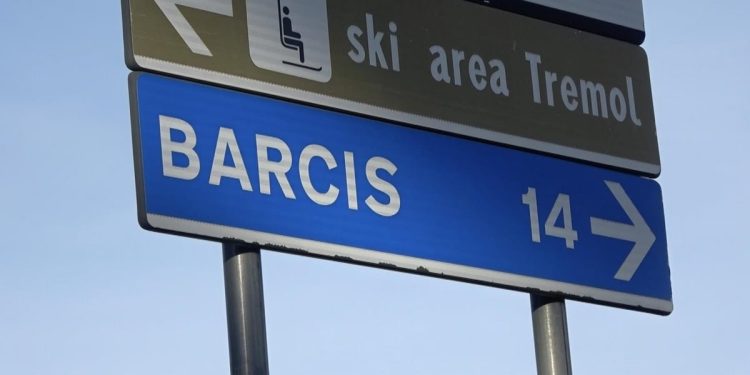 ski area Tremol
BARCIS 14